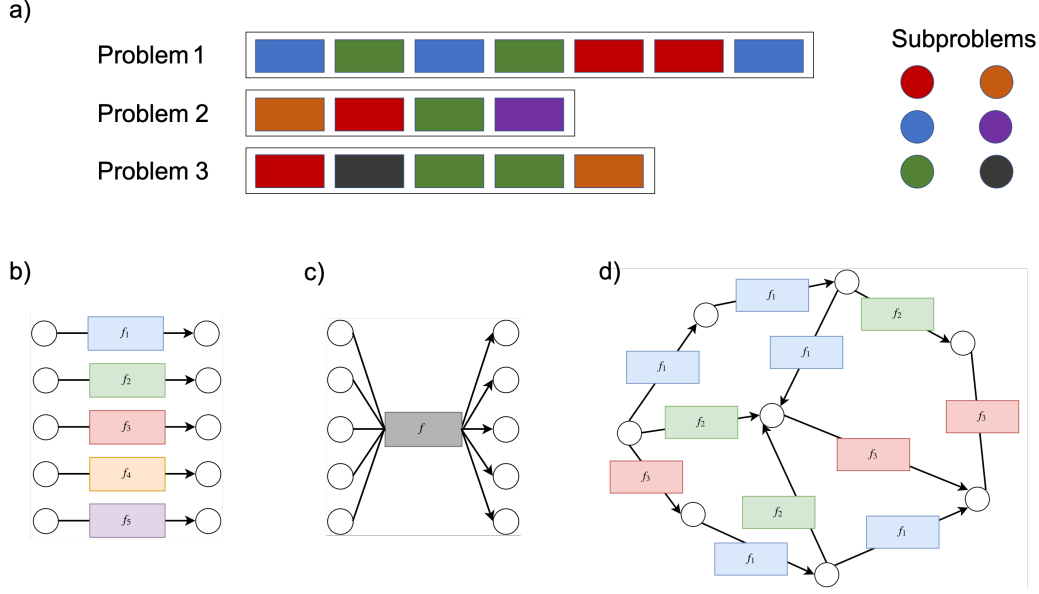 a)
Problem 1
Problem 2
Problem 3
Subproblems
b)
f1
f2
f3
f4
f5
c)
f
d)
f1
f2
f1
f1
f3
f2
f3
f3
f2
f1
f1